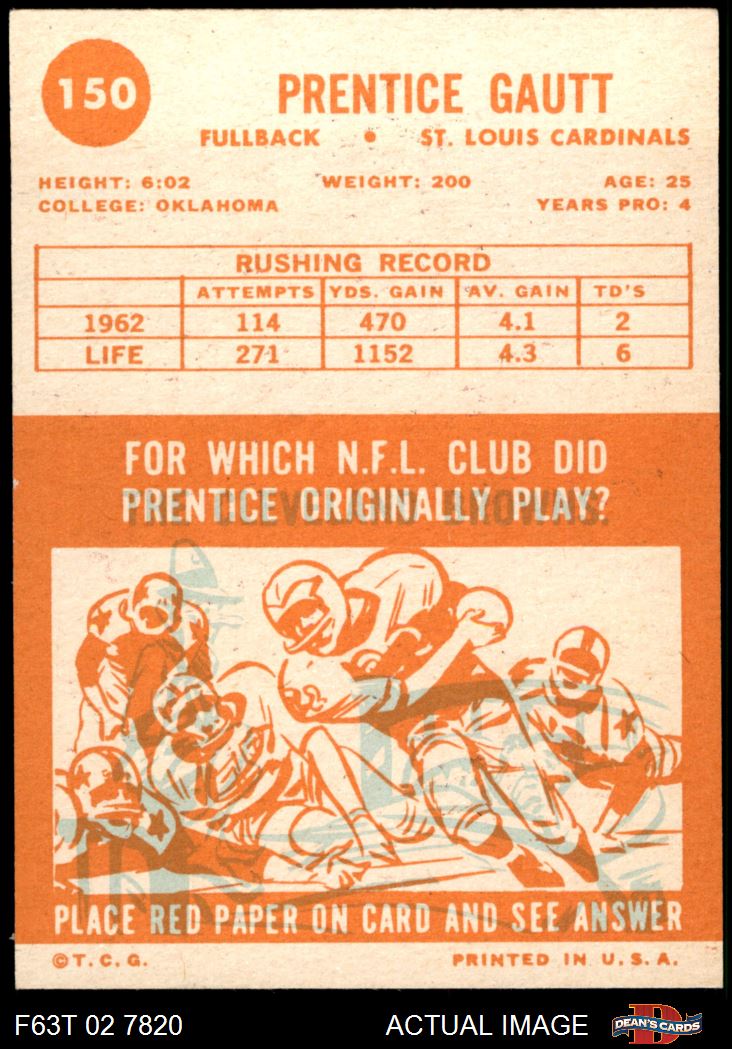 150
PRENTICE GAUTT
FULLBACK • ST. LOUIS CARDINALS
HEIGHT: 6:02 WEIGHT: 200 AGE: 25
COLLEGE: OKLAHOMA YEARS PRO: 4
RUSHING RECORD
ATTEMPTS YDS. GAIN AV. GAIN TD'S
1962 114 470 4.1 2
LIFE 271 1152 4.3 6
FOR WHICH N.F.L. CLUB DID
PRENTICE ORIGINALLY PLAY?
THE CLEVELAND BROWNS.
PLACE RED PAPER ON CARD AND SEE ANSWER
©T.C.G. PRINTED IN U.S.A.
F63T 02 7820 ACTUAL IMAGE DEAN'S CARDS